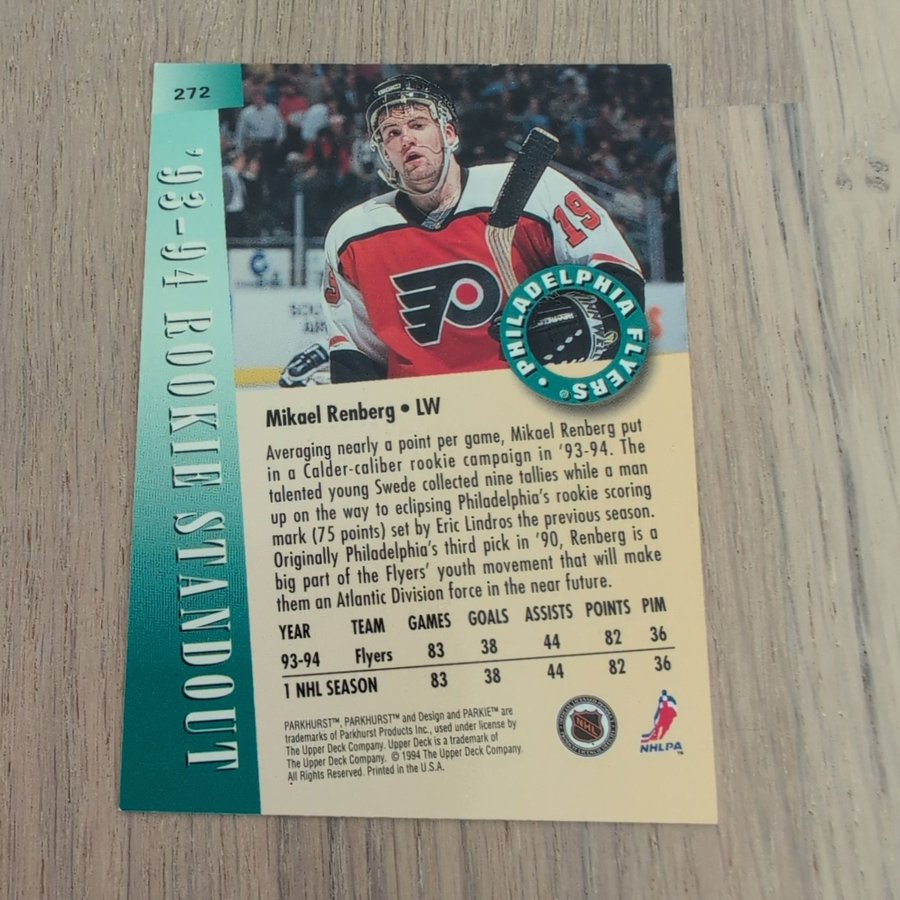 272
'93-94 ROOKIE STANDOUT
19
PHILADELPHIA FLYERS
®
Mikael Renberg • LW
Averaging nearly a point per game, Mikael Renberg put
in a Calder-caliber rookie campaign in '93-94. The
talented young Swede collected nine tallies while a man
up on the way to eclipsing Philadelphia's rookie scoring
mark (75 points) set by Eric Lindros the previous season.
Originally Philadelphia's third pick in '90, Renberg is a
big part of the Flyers' youth movement that will make
them an Atlantic Division force in the near future.
YEAR TEAM GAMES GOALS ASSISTS POINTS PIM
93-94 Flyers 83 38 44 82 36
1 NHL SEASON 83 38 44 82 36
PARKHURST™, PARKHURST™ and Design and PARKIE™ are
trademarks of Parkhurst Products Inc., used under license by
The Upper Deck Company. Upper Deck is a trademark of
The Upper Deck Company. © 1994 The Upper Deck Company.
All Rights Reserved. Printed in the U.S.A.
NHL
NHLPA
™